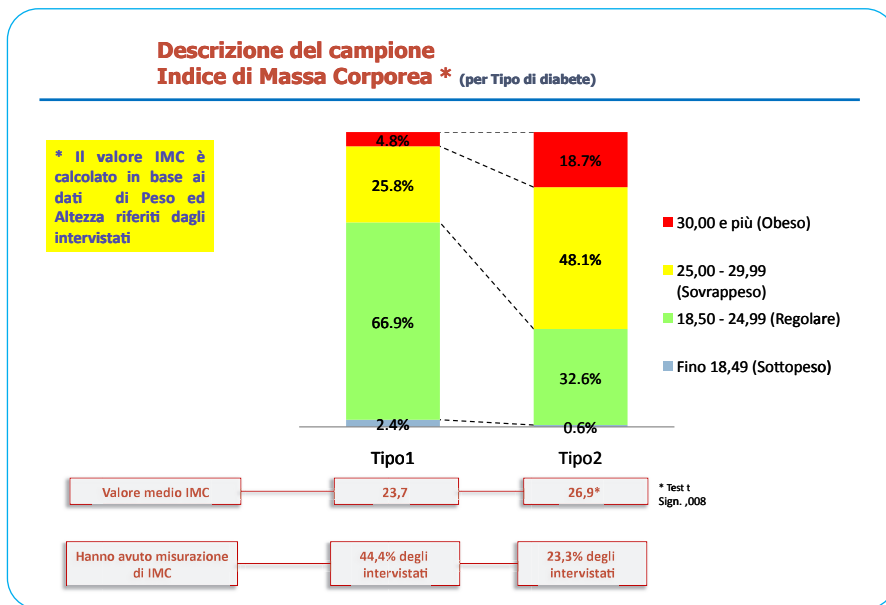 Descrizione del campione
Indice di Massa Corporea * (per Tipo di diabete)
* Il valore IMC è
calcolato in base ai
dati di Peso ed
Altezza riferiti dagli
intervistati
4.8%
25.8%
66.9%
2.4%
18.7%
48.1%
32.6%
0.6%
30,00 e più (Obeso)
25,00 - 29,99
(Sovrappeso)
18,50 - 24,99 (Regolare)
Fino 18,49 (Sottopeso)
Tipo1
Tipo2
Valore medio IMC
23,7
26,9*
* Test t
Sign. ,008
Hanno avuto misurazione
di IMC
44,4% degli
intervistati
23,3% degli
intervistati